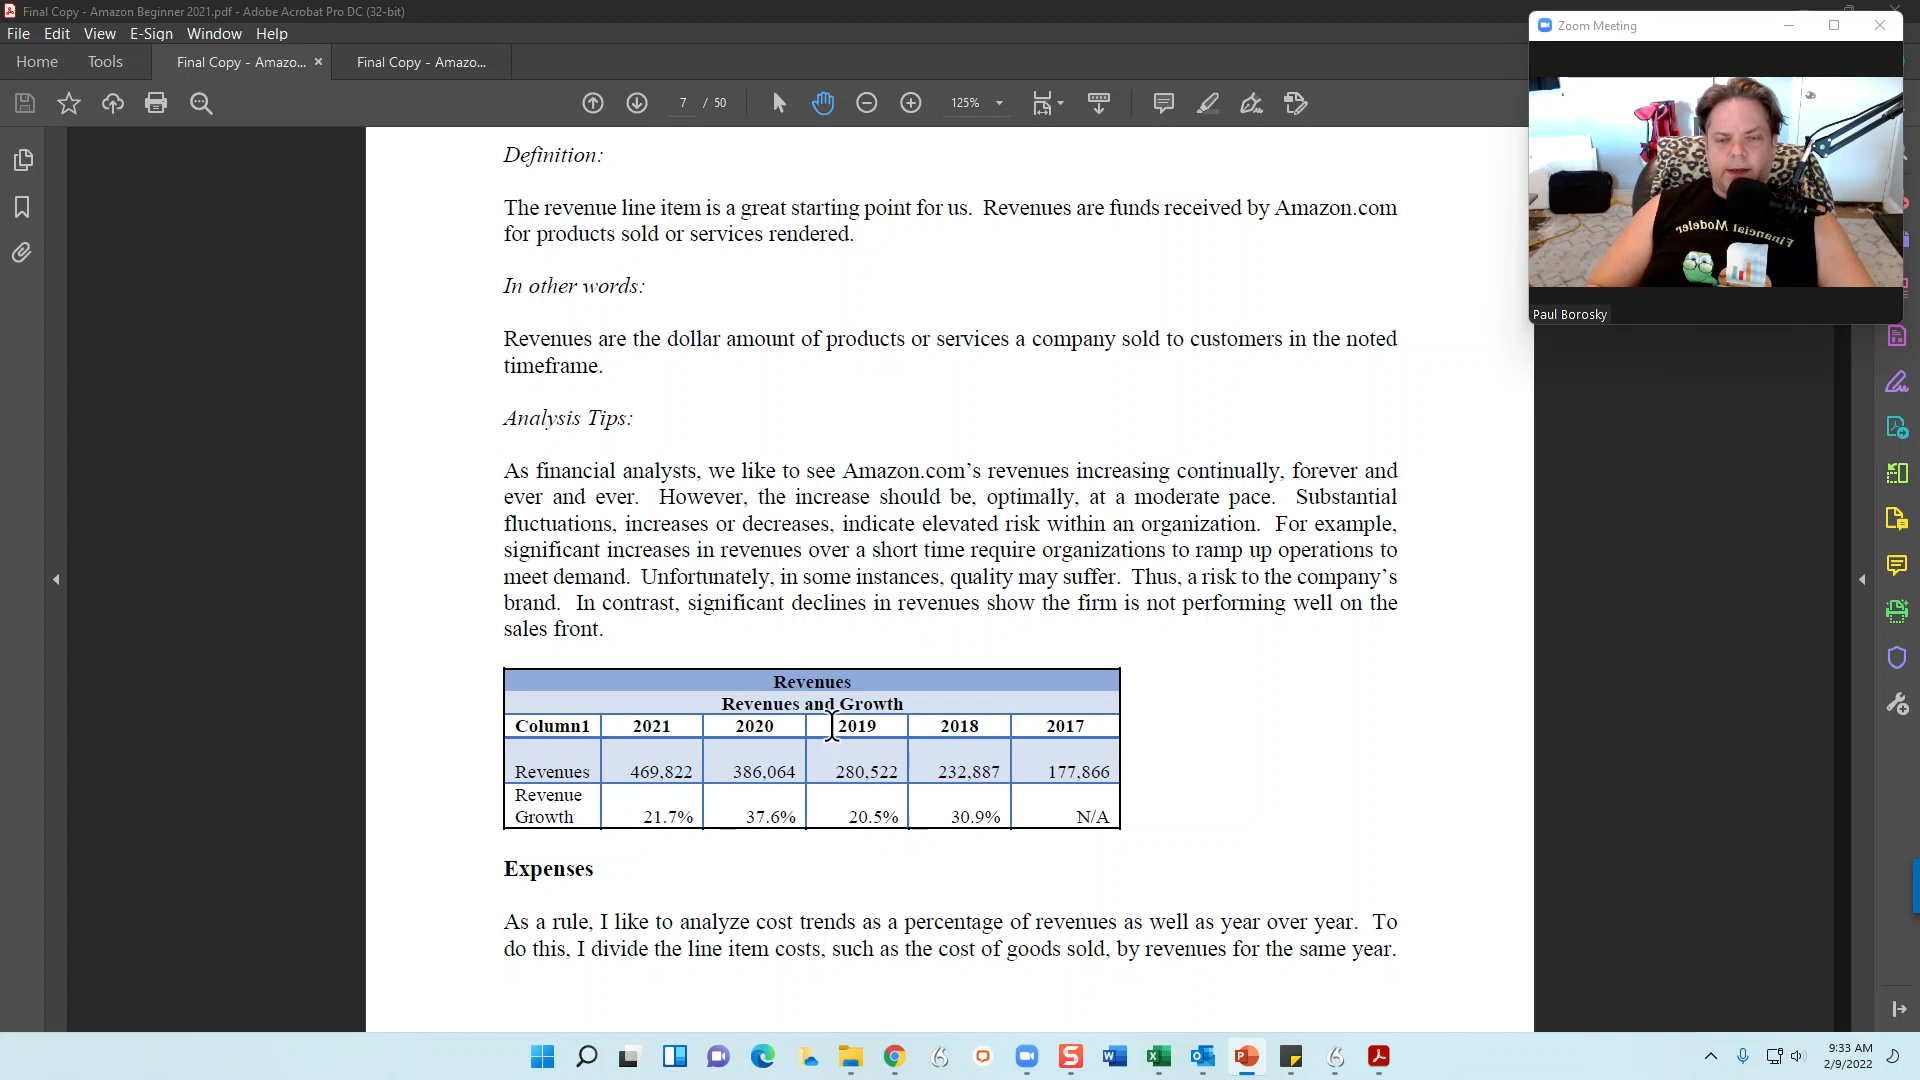 Final Copy - Amazon Beginner 2021.pdf - Adobe Acrobat Pro DC (32-bit)
File Edit View E-Sign Window Help
Home Tools Final Copy - Amazo... × Final Copy - Amazo...
7 / 50 125%
Zoom Meeting
Financial Modeler
Paul Borosky
Definition:
The revenue line item is a great starting point for us. Revenues are funds received by Amazon.com
for products sold or services rendered.
In other words:
Revenues are the dollar amount of products or services a company sold to customers in the noted
timeframe.
Analysis Tips:
As financial analysts, we like to see Amazon.com’s revenues increasing continually, forever and
ever and ever. However, the increase should be, optimally, at a moderate pace. Substantial
fluctuations, increases or decreases, indicate elevated risk within an organization. For example,
significant increases in revenues over a short time require organizations to ramp up operations to
meet demand. Unfortunately, in some instances, quality may suffer. Thus, a risk to the company’s
brand. In contrast, significant declines in revenues show the firm is not performing well on the
sales front.
Revenues
Revenues and Growth
Column1 2021 2020 2019 2018 2017
Revenues 469,822 386,064 280,522 232,887 177,866
Revenue
Growth 21.7% 37.6% 20.5% 30.9% N/A
Expenses
As a rule, I like to analyze cost trends as a percentage of revenues as well as year over year. To
do this, I divide the line item costs, such as the cost of goods sold, by revenues for the same year.
9:33 AM
2/9/2022